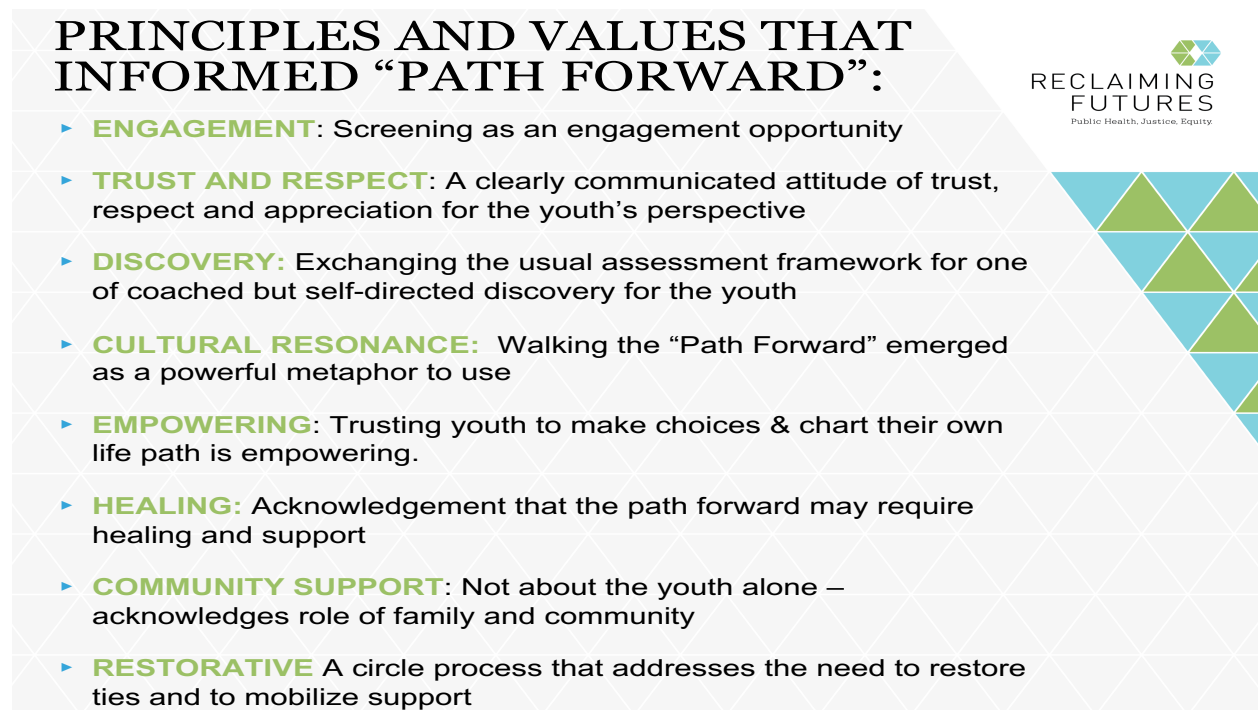 PRINCIPLES AND VALUES THAT
INFORMED “PATH FORWARD”:
RECLAIMING
FUTURES
Public Health, Justice, Equity.
ENGAGEMENT: Screening as an engagement opportunity
TRUST AND RESPECT: A clearly communicated attitude of trust,
respect and appreciation for the youth’s perspective
DISCOVERY: Exchanging the usual assessment framework for one
of coached but self-directed discovery for the youth
CULTURAL RESONANCE: Walking the “Path Forward” emerged
as a powerful metaphor to use
EMPOWERING: Trusting youth to make choices & chart their own
life path is empowering.
HEALING: Acknowledgement that the path forward may require
healing and support
COMMUNITY SUPPORT: Not about the youth alone –
acknowledges role of family and community
RESTORATIVE A circle process that addresses the need to restore
ties and to mobilize support